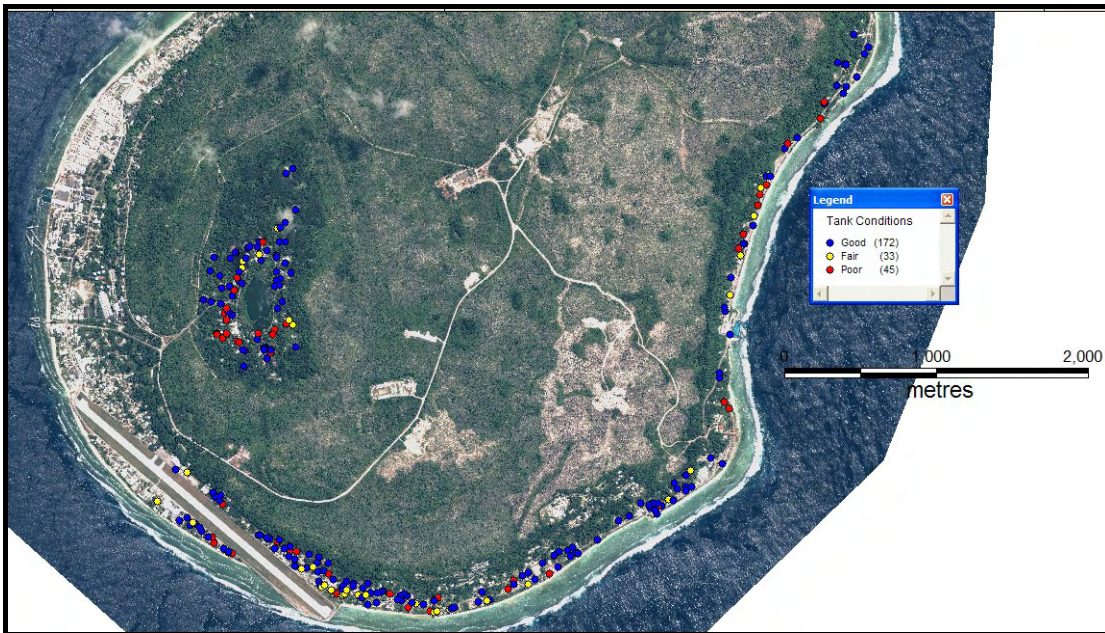 Legend
Tank Conditions
Good (172)
Fair (33)
Poor (45)
0 1,000 2,000
metres